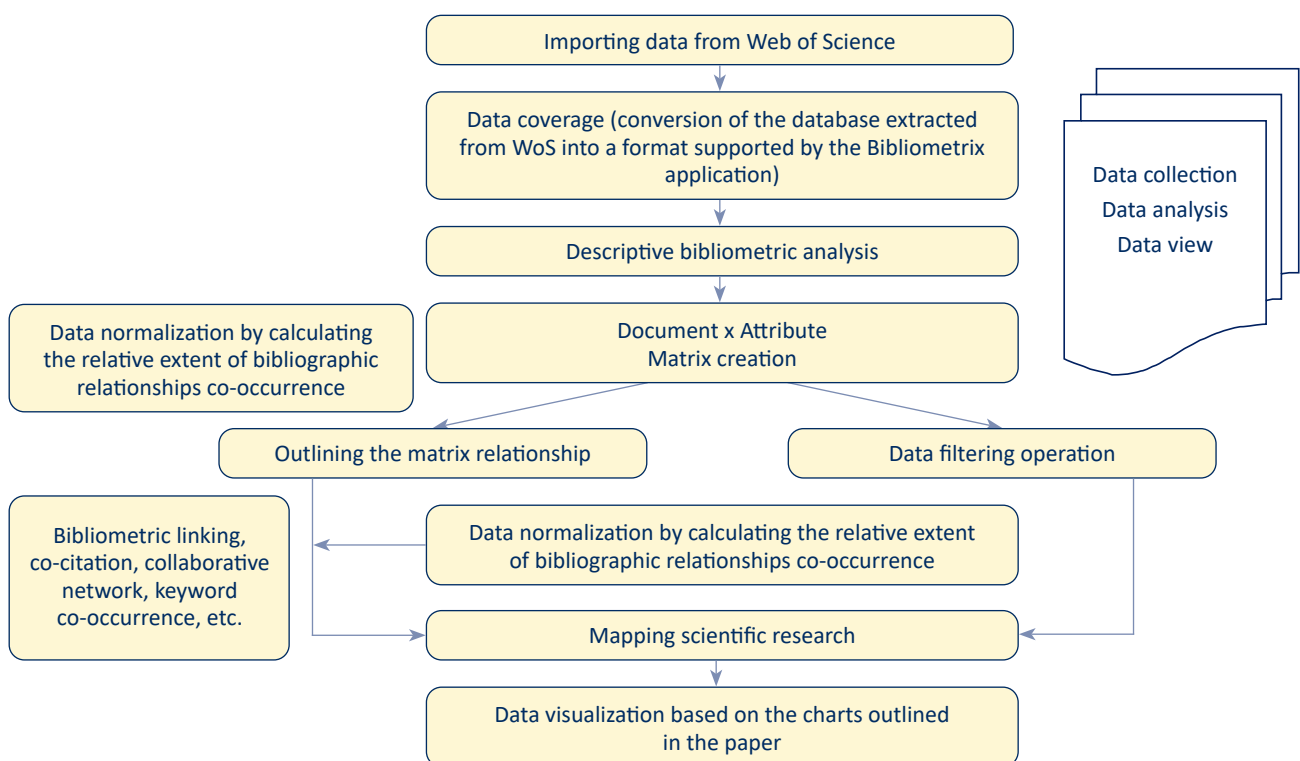 Importing data from Web of Science
Data coverage (conversion of the database extracted
from WoS into a format supported by the Bibliometrix
application)
Data collection
Data analysis
Data view
Descriptive bibliometric analysis
Document x Attribute
Matrix creation
Data normalization by calculating
the relative extent of bibliographic
relationships co-occurrence
Outlining the matrix relationship
Data filtering operation
Bibliometric linking,
co-citation, collaborative
network, keyword
co-occurrence, etc.
Data normalization by calculating the relative extent
of bibliographic relationships co-occurrence
Mapping scientific research
Data visualization based on the charts outlined
in the paper